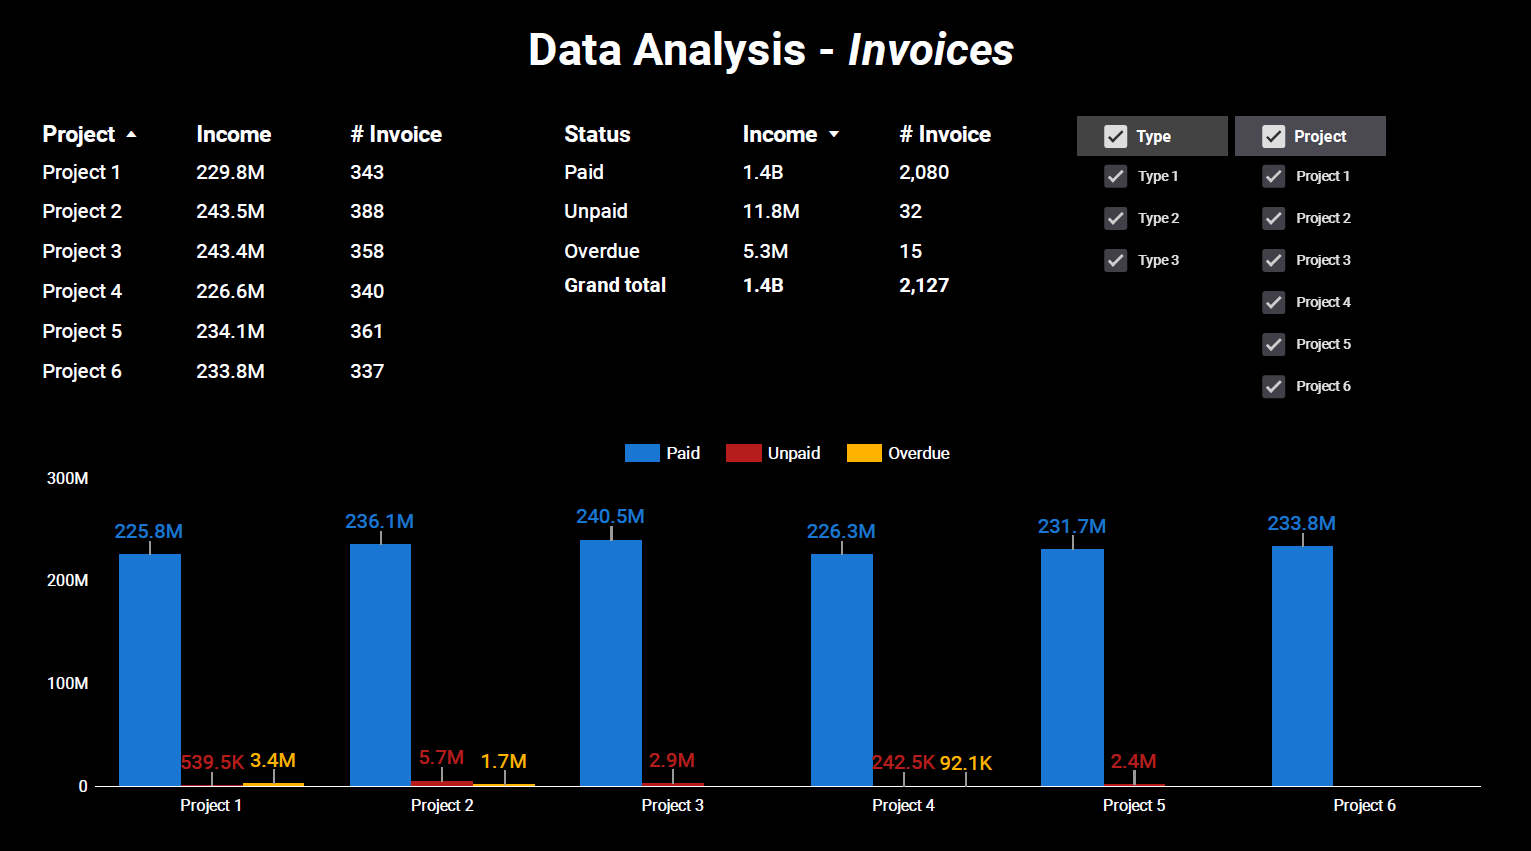 Data Analysis - Invoices
Project Income # Invoice
Project 1 229.8M 343
Project 2 243.5M 388
Project 3 243.4M 358
Project 4 226.6M 340
Project 5 234.1M 361
Project 6 233.8M 337
Status Income # Invoice
Paid 1.4B 2,080
Unpaid 11.8M 32
Overdue 5.3M 15
Grand total 1.4B 2,127
Type
Type 1
Type 2
Type 3
Project
Project 1
Project 2
Project 3
Project 4
Project 5
Project 6
Paid Unpaid Overdue
300M
200M
100M
0
225.8M 539.5K 3.4M
236.1M 5.7M 1.7M
240.5M 2.9M
226.3M 242.5K 92.1K
231.7M 2.4M
233.8M
Project 1 Project 2 Project 3 Project 4 Project 5 Project 6